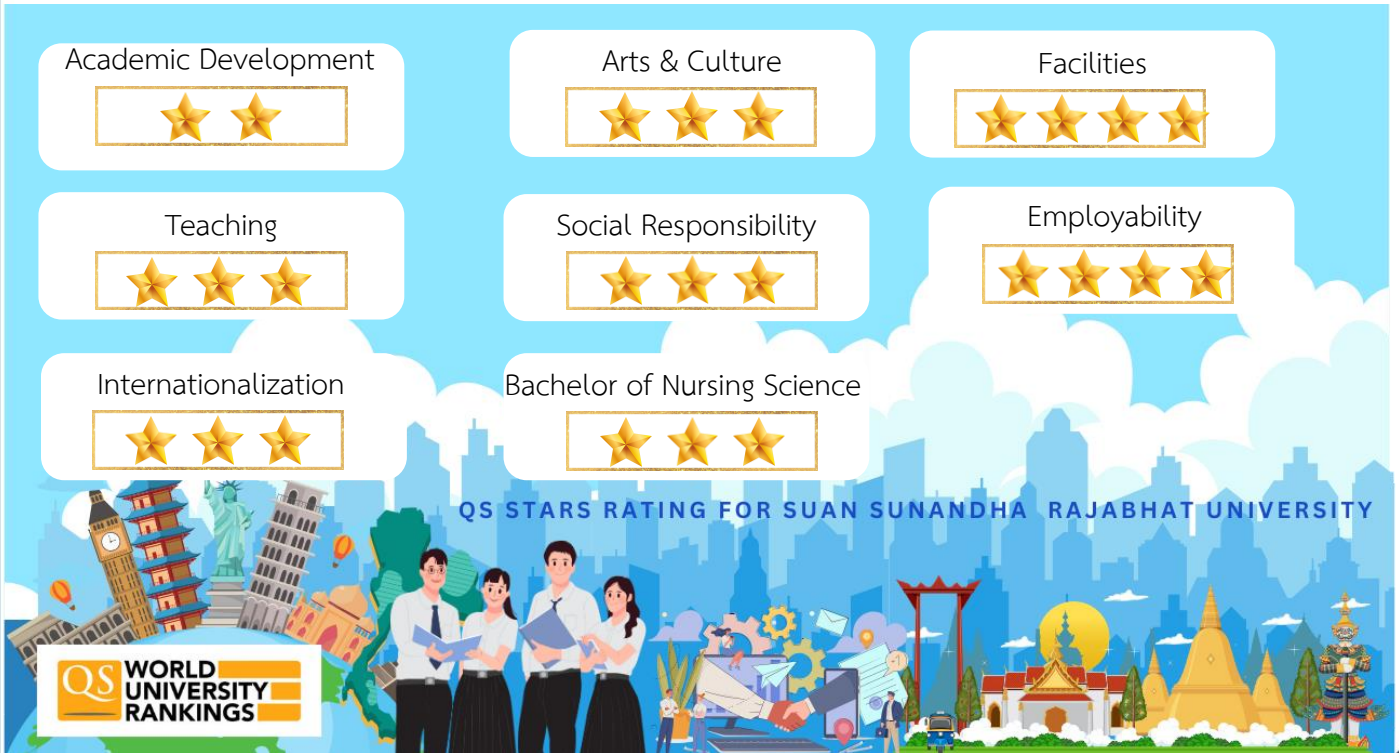 Academic Development
Arts & Culture
Facilities
Teaching
Social Responsibility
Employability
Internationalization
Bachelor of Nursing Science
QS STARS RATING FOR SUAN SUNANDHA RAJABHAT UNIVERSITY
QS
WORLD
UNIVERSITY
RANKINGS